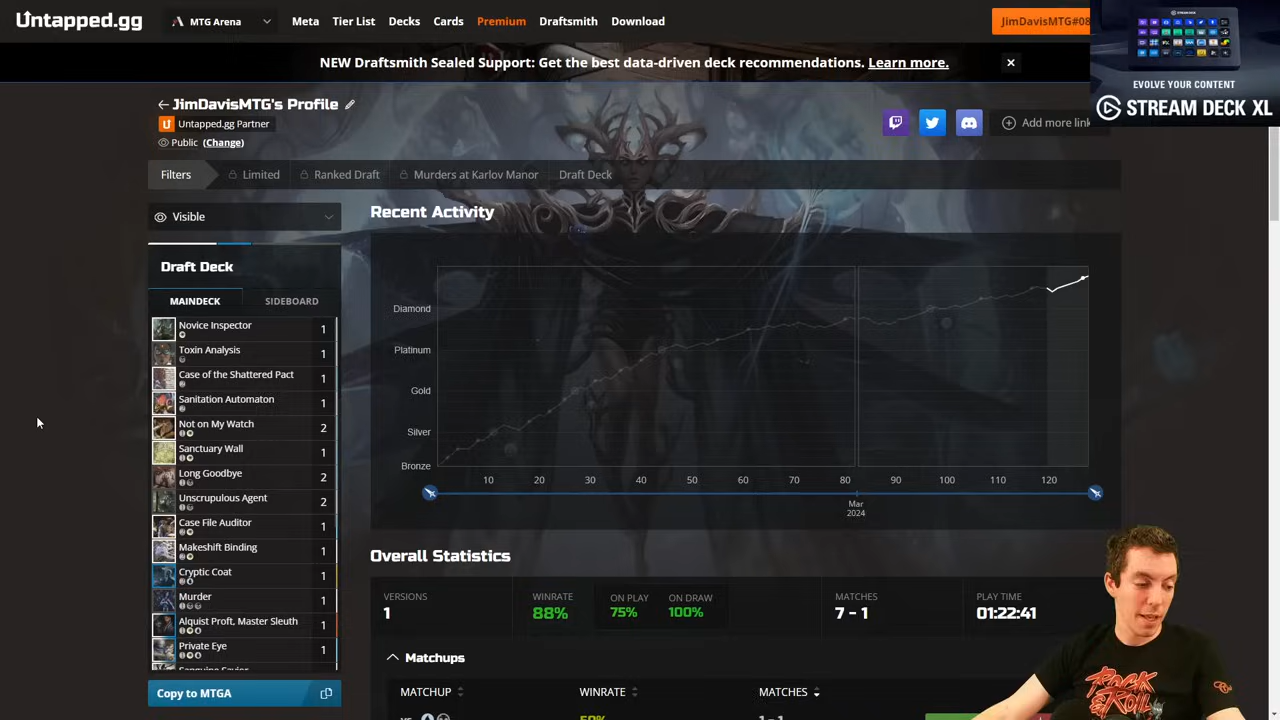 Untapped.gg
MTG Arena
Meta
Tier List
Decks
Cards
Premium
Draftsmith
Download
JimDavisMTG#08
NEW Draftsmith Sealed Support: Get the best data-driven deck recommendations. Learn more.
EVOLVE YOUR CONTENT
STREAM DECK XL
JimDavisMTG's Profile
Untapped.gg Partner
Public (Change)
Add more link
Filters
Limited
Ranked Draft
Murders at Karlov Manor
Draft Deck
Visible
Draft Deck
MAINDECK
SIDEBOARD
Novice Inspector 1
Toxin Analysis 1
Case of the Shattered Pact 1
Sanitation Automaton 1
Not on My Watch 2
Sanctuary Wall 1
Long Goodbye 2
Unscrupulous Agent 2
Case File Auditor 1
Makeshift Binding 1
Cryptic Coat 1
Murder 1
Alquist Proft, Master Sleuth 1
Private Eye 1
Sanguine Savior
Copy to MTGA
Recent Activity
Diamond
Platinum
Gold
Silver
Bronze
10 20 30 40 50 60 70 80 90 100 110 120
Mar
2024
Overall Statistics
VERSIONS
1
WINRATE
88%
ON PLAY
75%
ON DRAW
100%
MATCHES
7 - 1
PLAY TIME
01:22:41
Matchups
MATCHUP
WINRATE
MATCHES
50%
1-1
ROCK
& ROLL